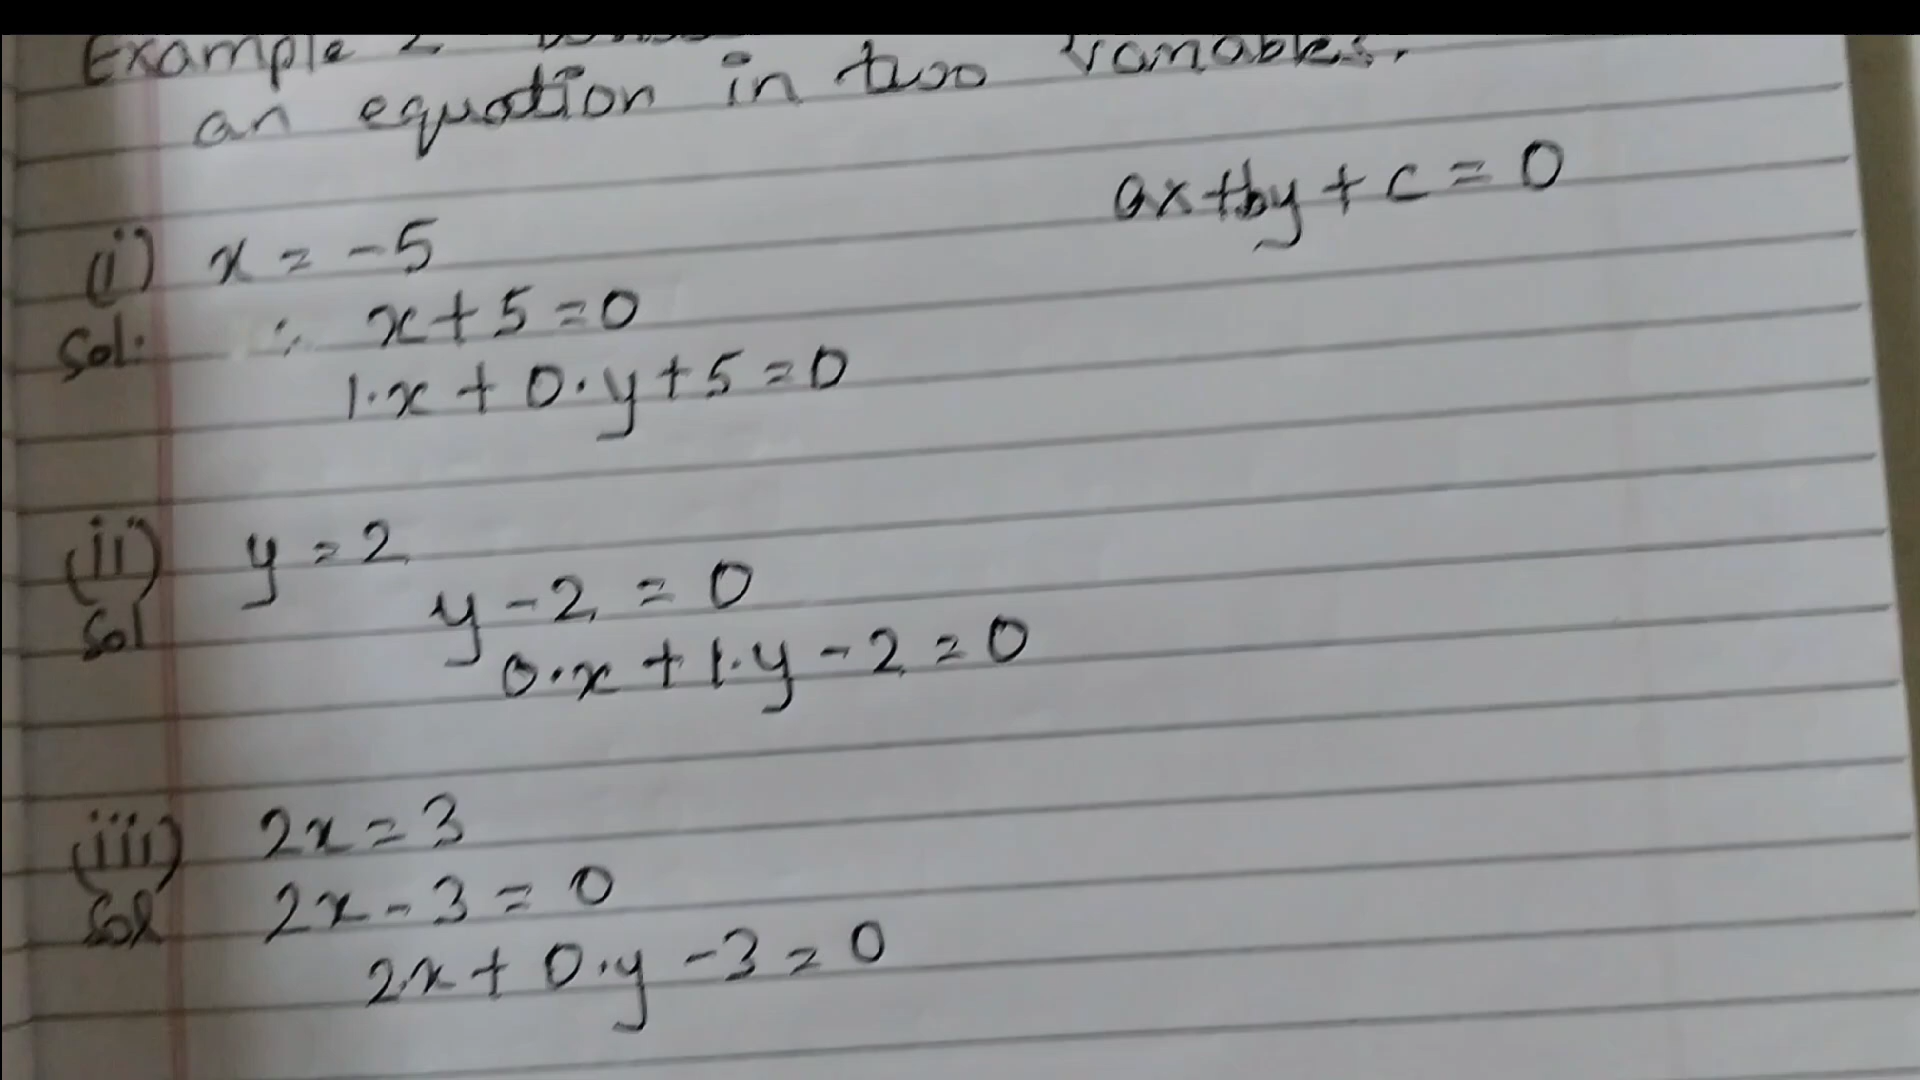 Example 2
an equation in two variables.
ax+by+c=0
(i) x = -5
Sol: ∴ x+5=0
1·x + 0·y+5=0
(ii) y=2
Sol y-2=0
0·x+1·y-2=0
(iii) 2x=3
Sol 2x-3=0
2x+0·y-3=0